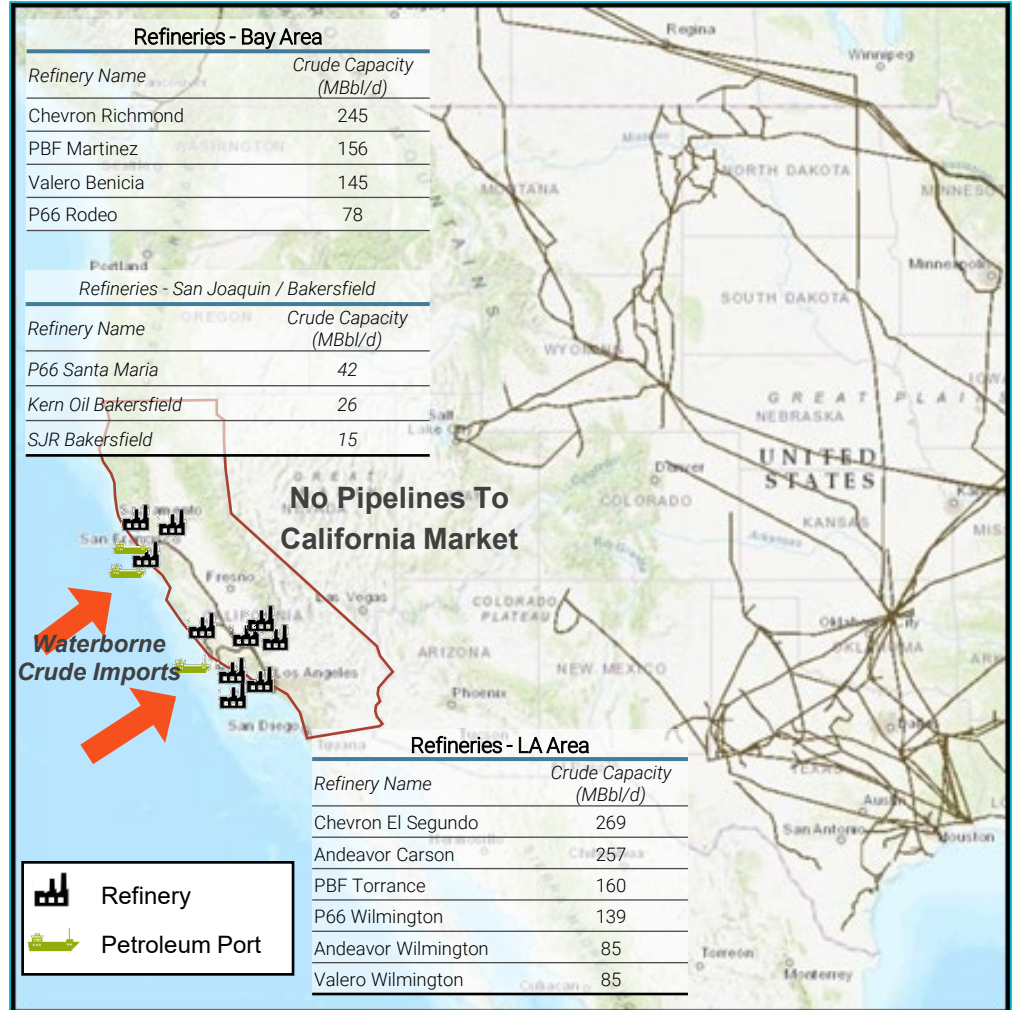 Refineries - Bay Area
Refinery Name
Crude Capacity
(MBbl/d)
Chevron Richmond 245
PBF Martinez 156
Valero Benicia 145
P66 Rodeo 78
Refineries - San Joaquin / Bakersfield
Refinery Name
Crude Capacity
(MBbl/d)
P66 Santa Maria 42
Kern Oil Bakersfield 26
SJR Bakersfield 15
No Pipelines To
California Market
Waterborne
Crude Imports
Refineries - LA Area
Refinery Name
Crude Capacity
(MBbl/d)
Chevron El Segundo 269
Andeavor Carson 257
PBF Torrance 160
P66 Wilmington 139
Andeavor Wilmington 85
Valero Wilmington 85
Refinery
Petroleum Port
Regina
Winnipeg
WASHINGTON
MONTANA
NORTH DAKOTA
Portland
OREGON
SOUTH DAKOTA
GREAT PLAINS
NEBRASKA
Salt
Lake City
Denver
UNITED
STATES
COLORADO
KANSAS
Arkansas
Fresno
Las Vegas
COLORADO
PLATEAU
ARIZONA
NEW MEXICO
Los Angeles
Phoenix
San Diego
Tijuana
TEXAS
San Antonio
Houston
Torreón
Monterrey